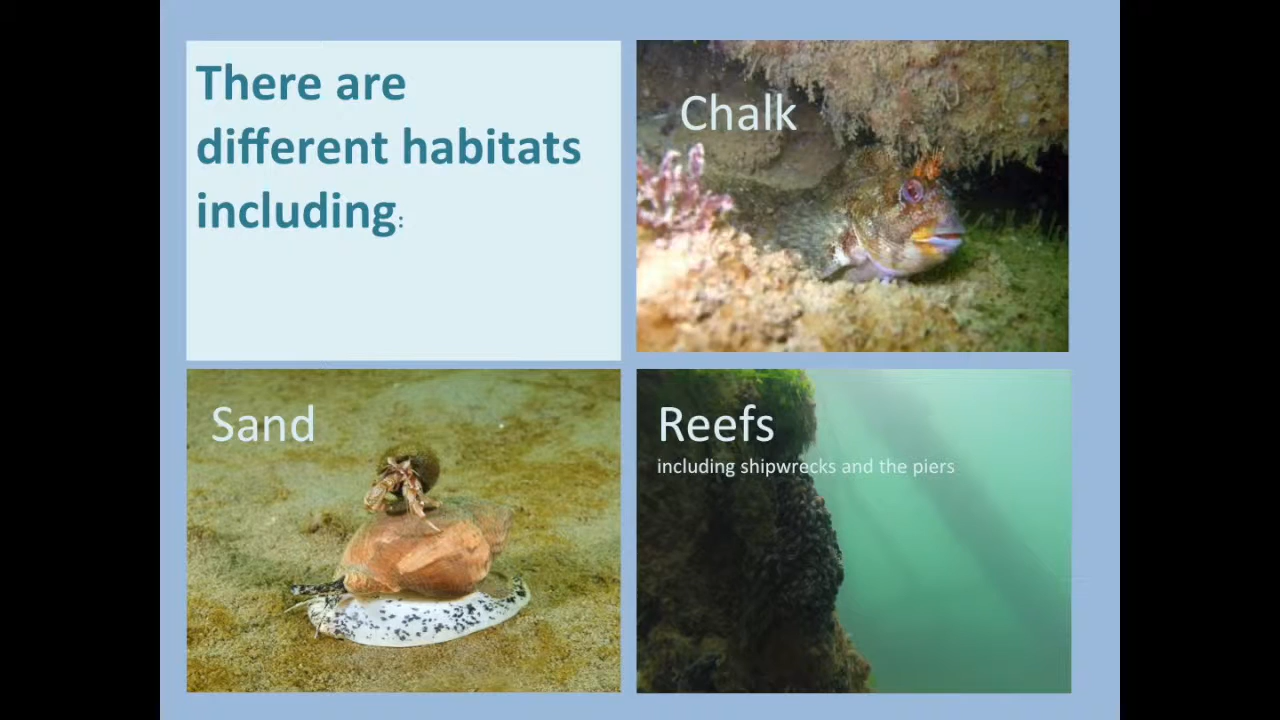 There are
different habitats
including:
Chalk
Sand
Reefs
including shipwrecks and the piers